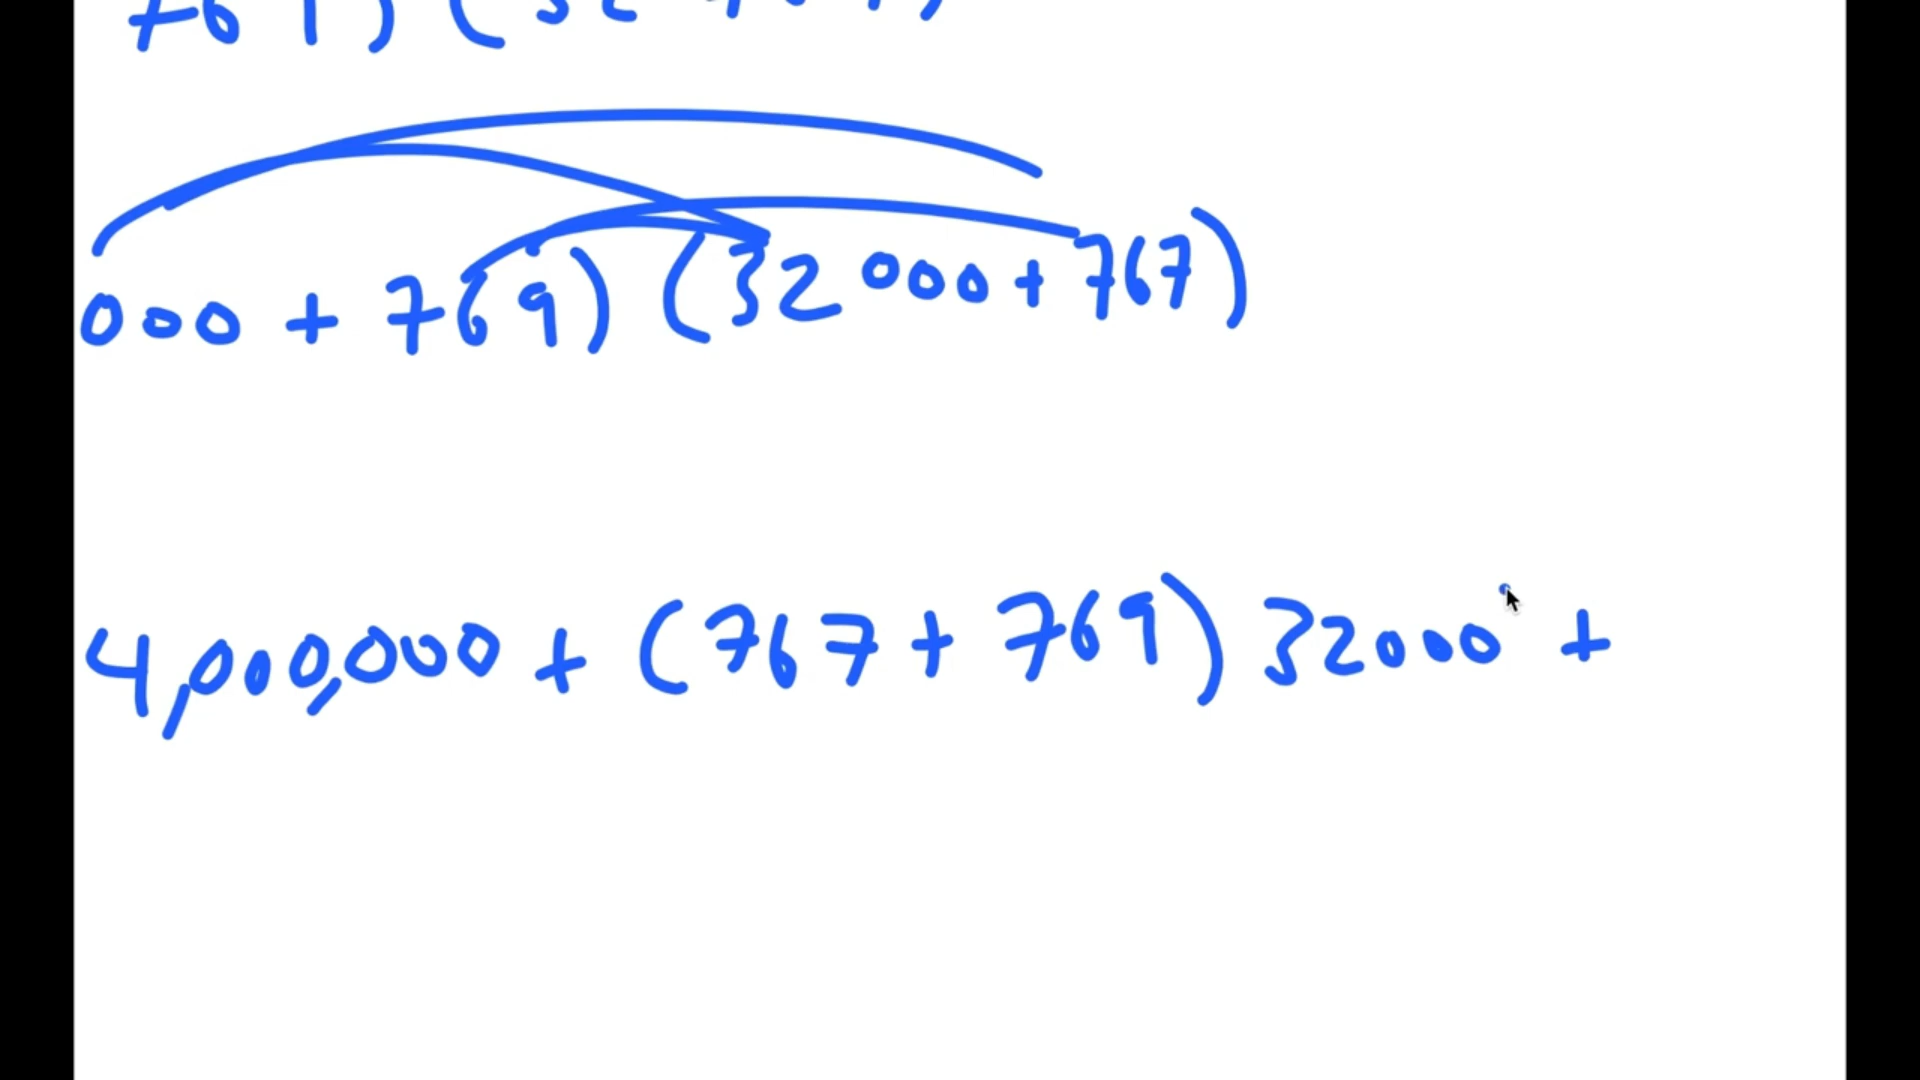 000 + 769) (32000 + 767)
4,000,000 + (767 + 769) 32000 +